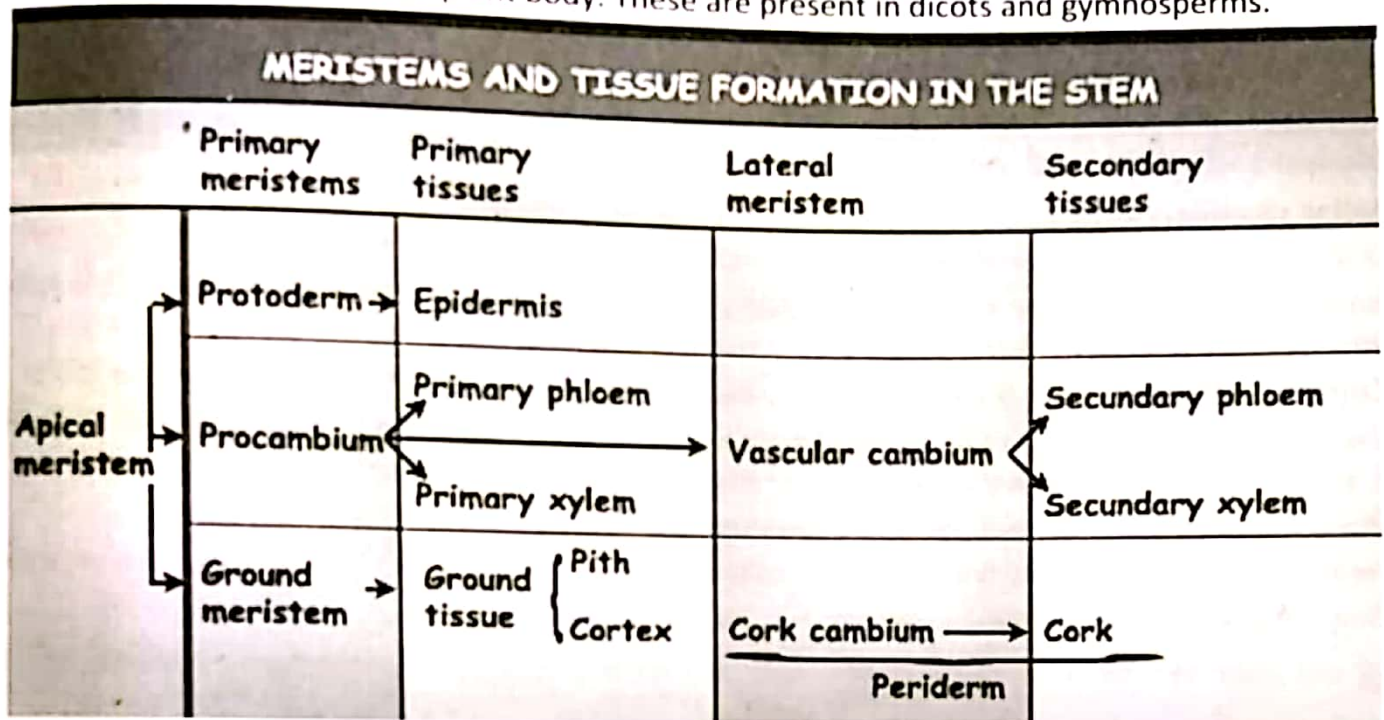 body. These are present in dicots and gymnosperms.
MERISTEMS AND TISSUE FORMATION IN THE STEM
Primary meristems
Primary tissues
Lateral meristem
Secondary tissues
Apical meristem
Protoderm
Epidermis
Procambium
Primary phloem
Primary xylem
Vascular cambium
Secundary phloem
Secundary xylem
Ground meristem
Ground tissue
Pith
Cortex
Cork cambium
Cork
Periderm